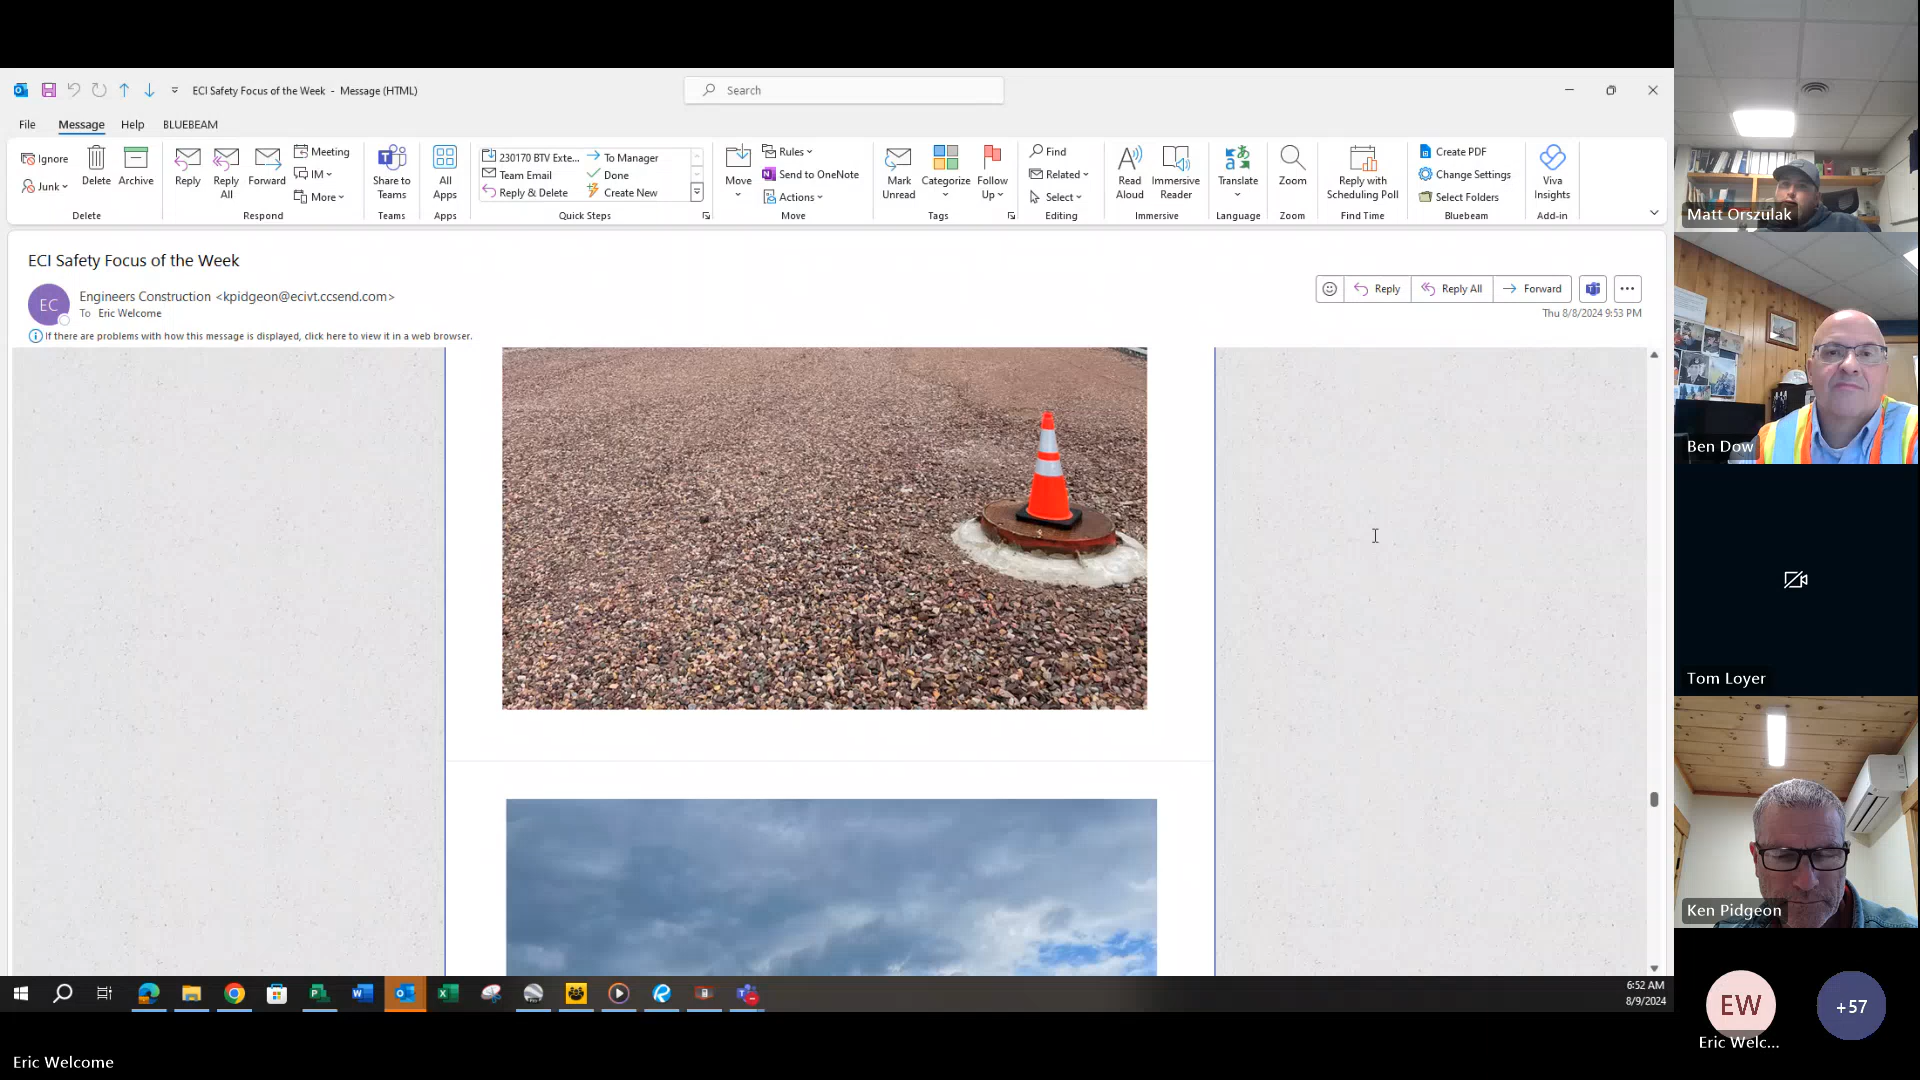 ECI Safety Focus of the Week - Message (HTML)
Search
File Message Help BLUEBEAM
Ignore
Junk
Delete
Archive
Delete
Reply
Reply All
Forward
Meeting
IM
More
Respond
Share to Teams
Teams
All Apps
Apps
230170 BTV Exte...
Team Email
Reply & Delete
To Manager
Done
Create New
Quick Steps
Move
Rules
Send to OneNote
Actions
Move
Mark Unread
Categorize
Follow Up
Tags
Find
Related
Select
Editing
Read Aloud
Immersive Reader
Immersive
Translate
Language
Zoom
Zoom
Reply with Scheduling Poll
Find Time
Create PDF
Change Settings
Select Folders
Bluebeam
Viva Insights
Add-in
ECI Safety Focus of the Week
EC
Engineers Construction <kpidgeon@ecivt.ccsend.com>
To Eric Welcome
If there are problems with how this message is displayed, click here to view it in a web browser.
Reply
Reply All
Forward
Thu 8/8/2024 9:53 PM
6:52 AM
8/9/2024
Eric Welcome
Matt Orszulak
Ben Dow
Tom Loyer
Ken Pidgeon
EW
Eric Welc...
+57